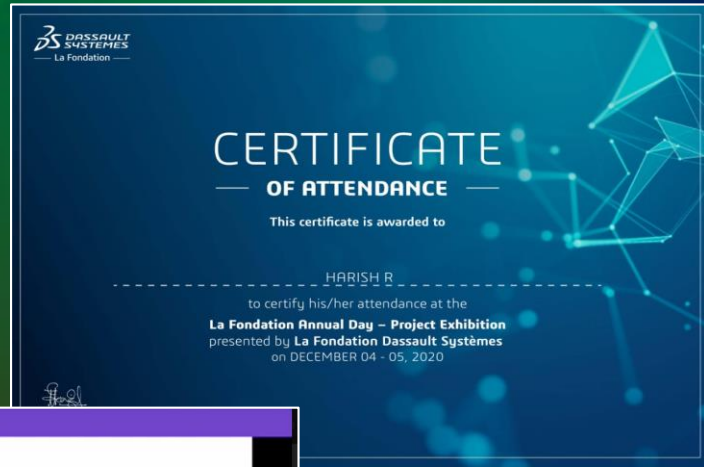 DASSAULT
SYSTEMES
La Fondation
CERTIFICATE
OF ATTENDANCE
This certificate is awarded to
HARISH R
to certify his/her attendance at the
La Fondation Annual Day – Project Exhibition
presented by La Fondation Dassault Systèmes
on DECEMBER 04 - 05, 2020